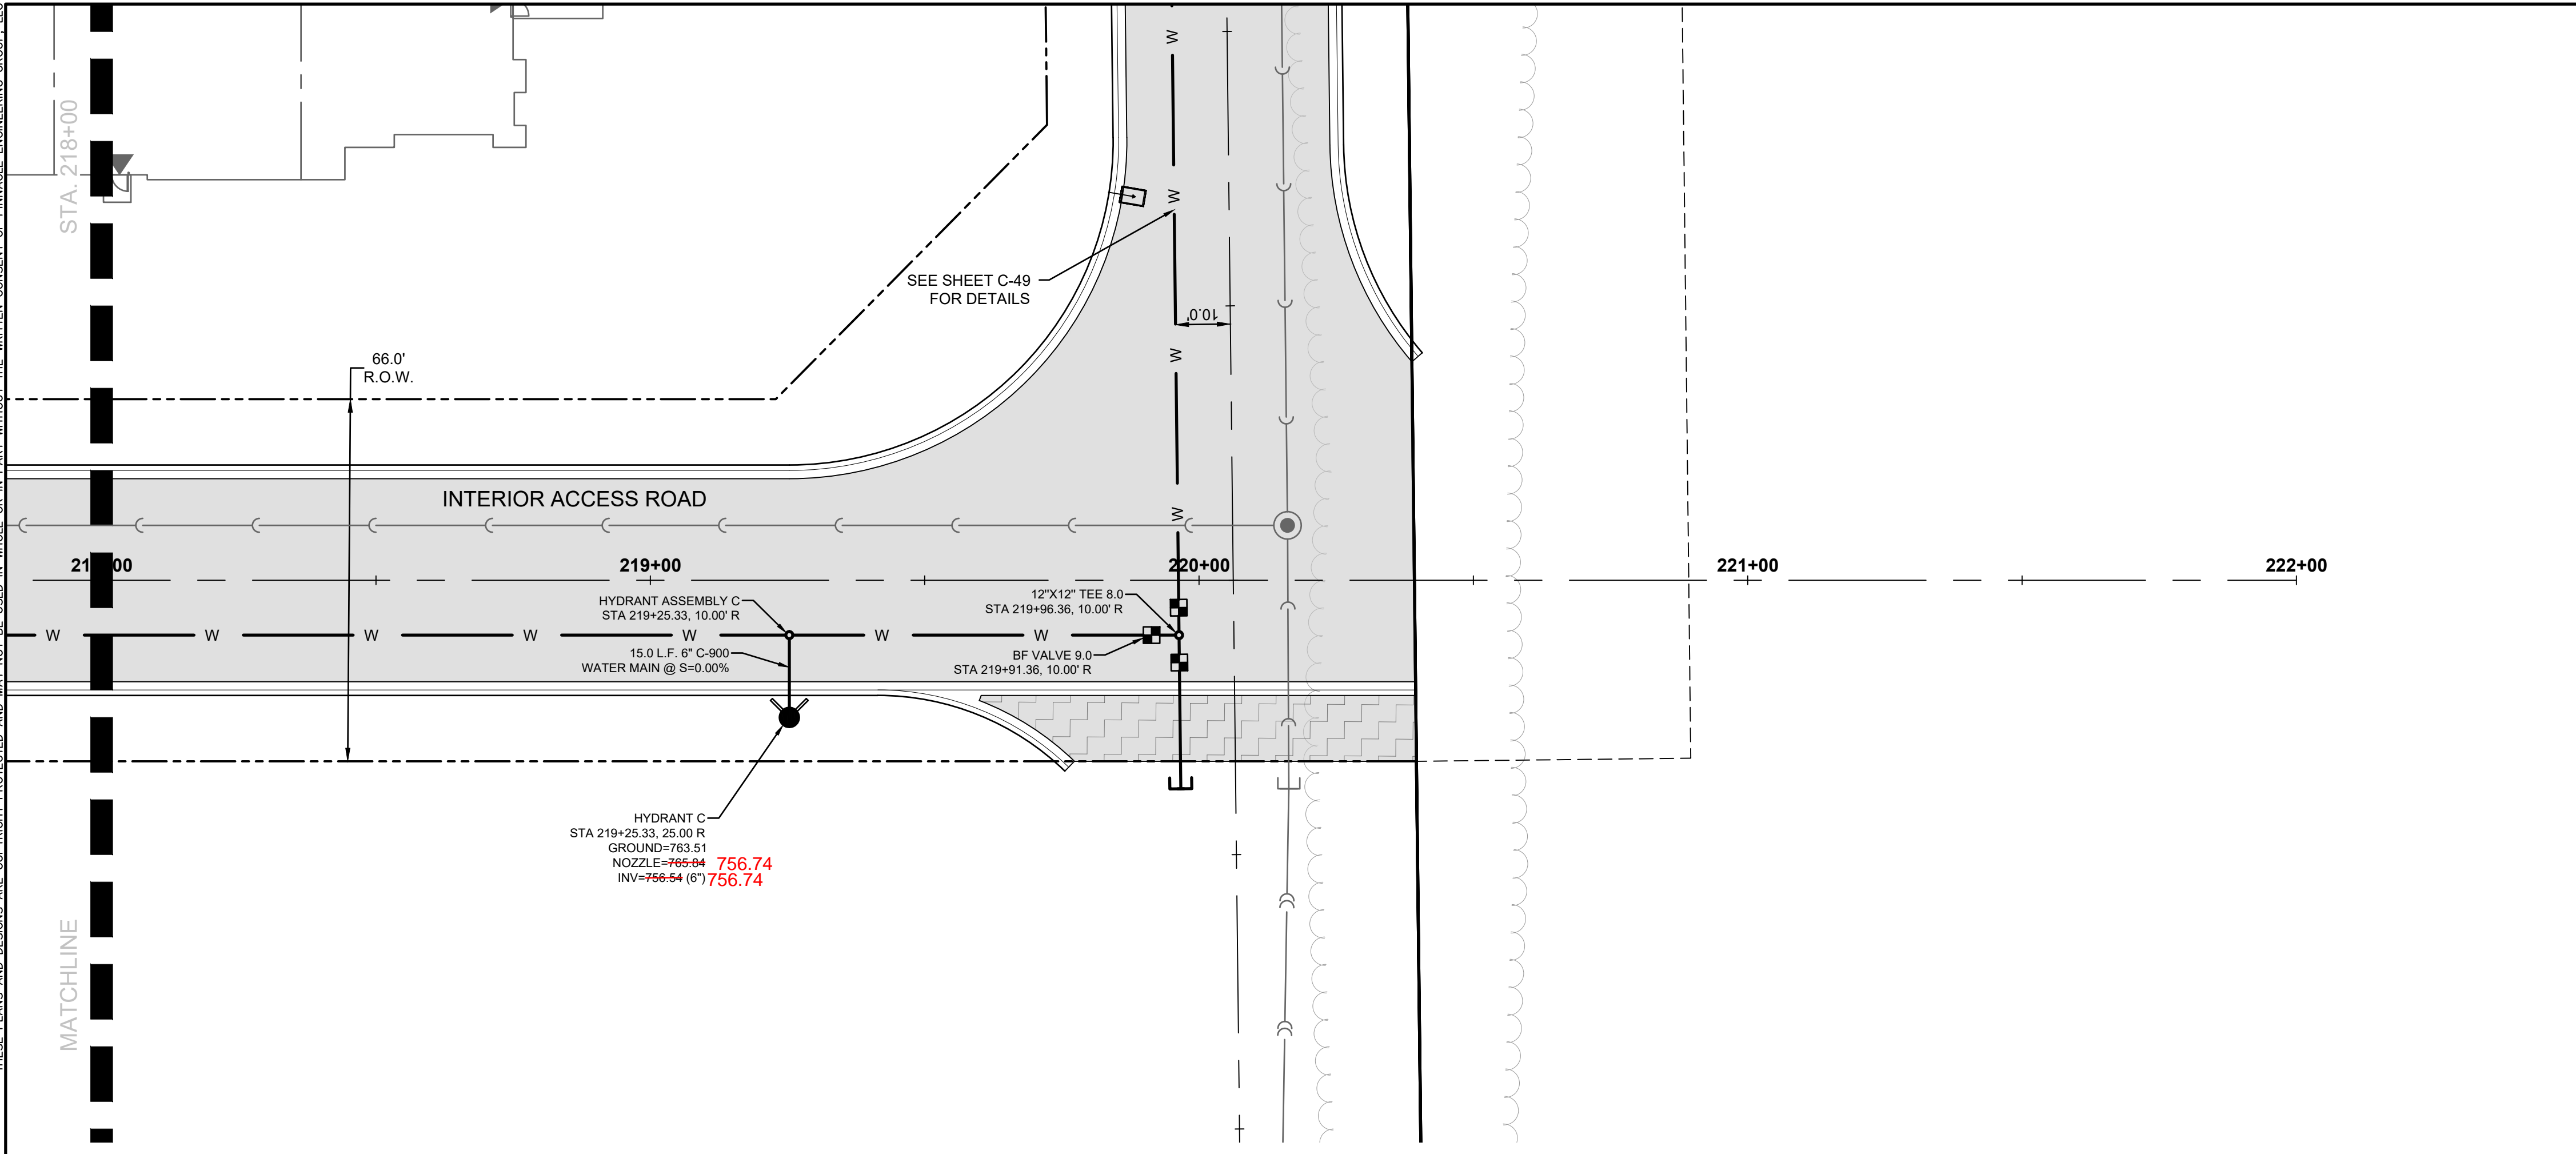 STA. 218+00
SEE SHEET C-49
FOR DETAILS
10.0'
66.0'
R.O.W.
INTERIOR ACCESS ROAD
219+00
220+00
221+00
222+00
HYDRANT ASSEMBLY C
STA 219+25.33, 10.00' R
12"X12" TEE 8.0
STA 219+96.36, 10.00' R
W W W W W W W
W
W
W
W
15.0 L.F. 6" C-900
WATER MAIN @ S=0.00%
BF VALVE 9.0
STA 219+91.36, 10.00' R
HYDRANT C
STA 219+25.33, 25.00 R
GROUND=763.51
NOZZLE=765.84 756.74
INV=756.54 (6") 756.74
MATCHLINE